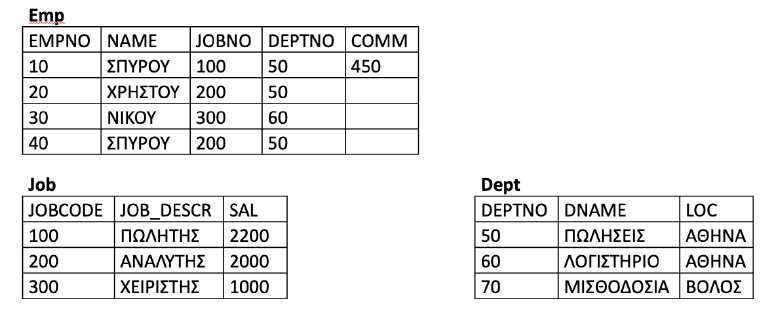 Emp
EMPNO NAME JOBNO DEPTNO COMM
10 ΣΠΥΡΟΥ 100 50 450
20 ΧΡΗΣΤΟΥ 200 50
30 ΝΙΚΟΥ 300 60
40 ΣΠΥΡΟΥ 200 50
Job
JOBCODE JOB_DESCR SAL
100 ΠΩΛΗΤΗΣ 2200
200 ΑΝΑΛΥΤΗΣ 2000
300 ΧΕΙΡΙΣΤΗΣ 1000
Dept
DEPTNO DNAME LOC
50 ΠΩΛΗΣΕΙΣ ΑΘΗΝΑ
60 ΛΟΓΙΣΤΗΡΙΟ ΑΘΗΝΑ
70 ΜΙΣΘΟΔΟΣΙΑ ΒΟΛΟΣ